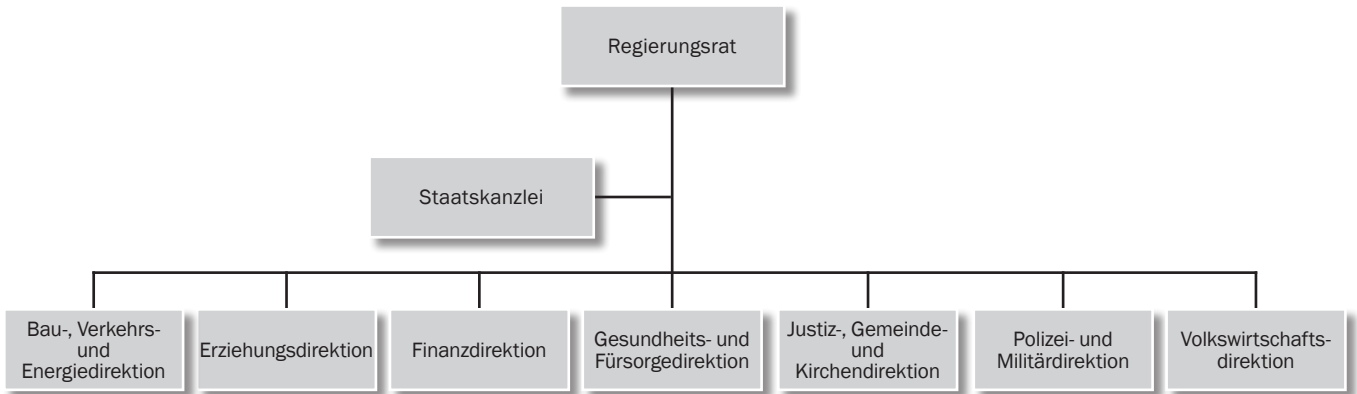 Regierungsrat
Staatskanzlei
Bau-, Verkehrs-
und
Energiedirektion
Erziehungsdirektion
Finanzdirektion
Gesundheits- und
Fürsorgedirektion
Justiz-, Gemeinde-
und
Kirchendirektion
Polizei- und
Militärdirektion
Volkswirtschafts-
direktion